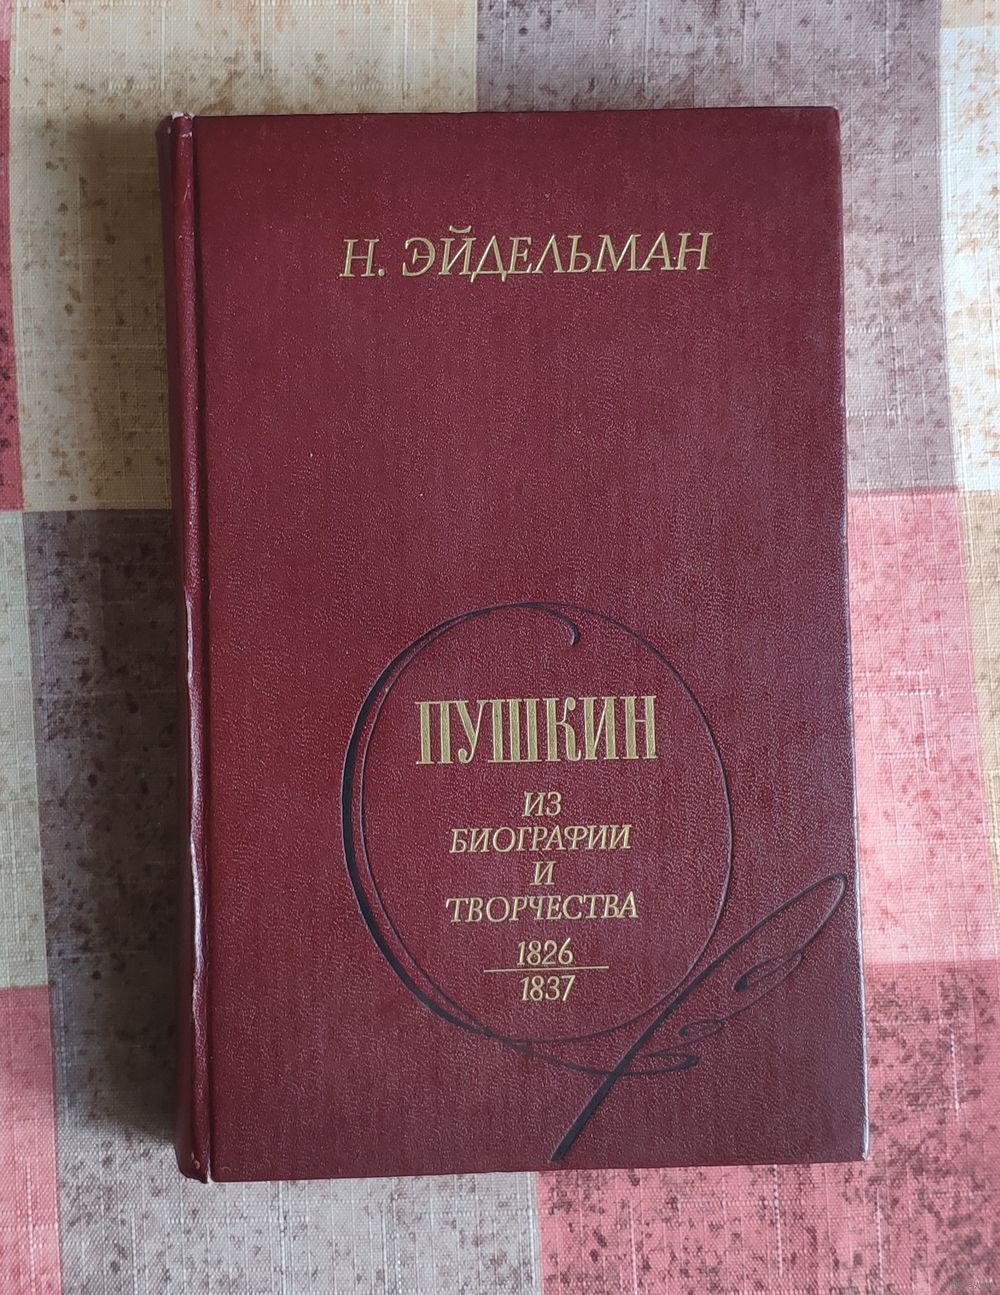 Н. ЭЙДЕЛЬМАН
ПУШКИН
ИЗ
БИОГРАФИИ
И
ТВОРЧЕСТВА
1826
1837